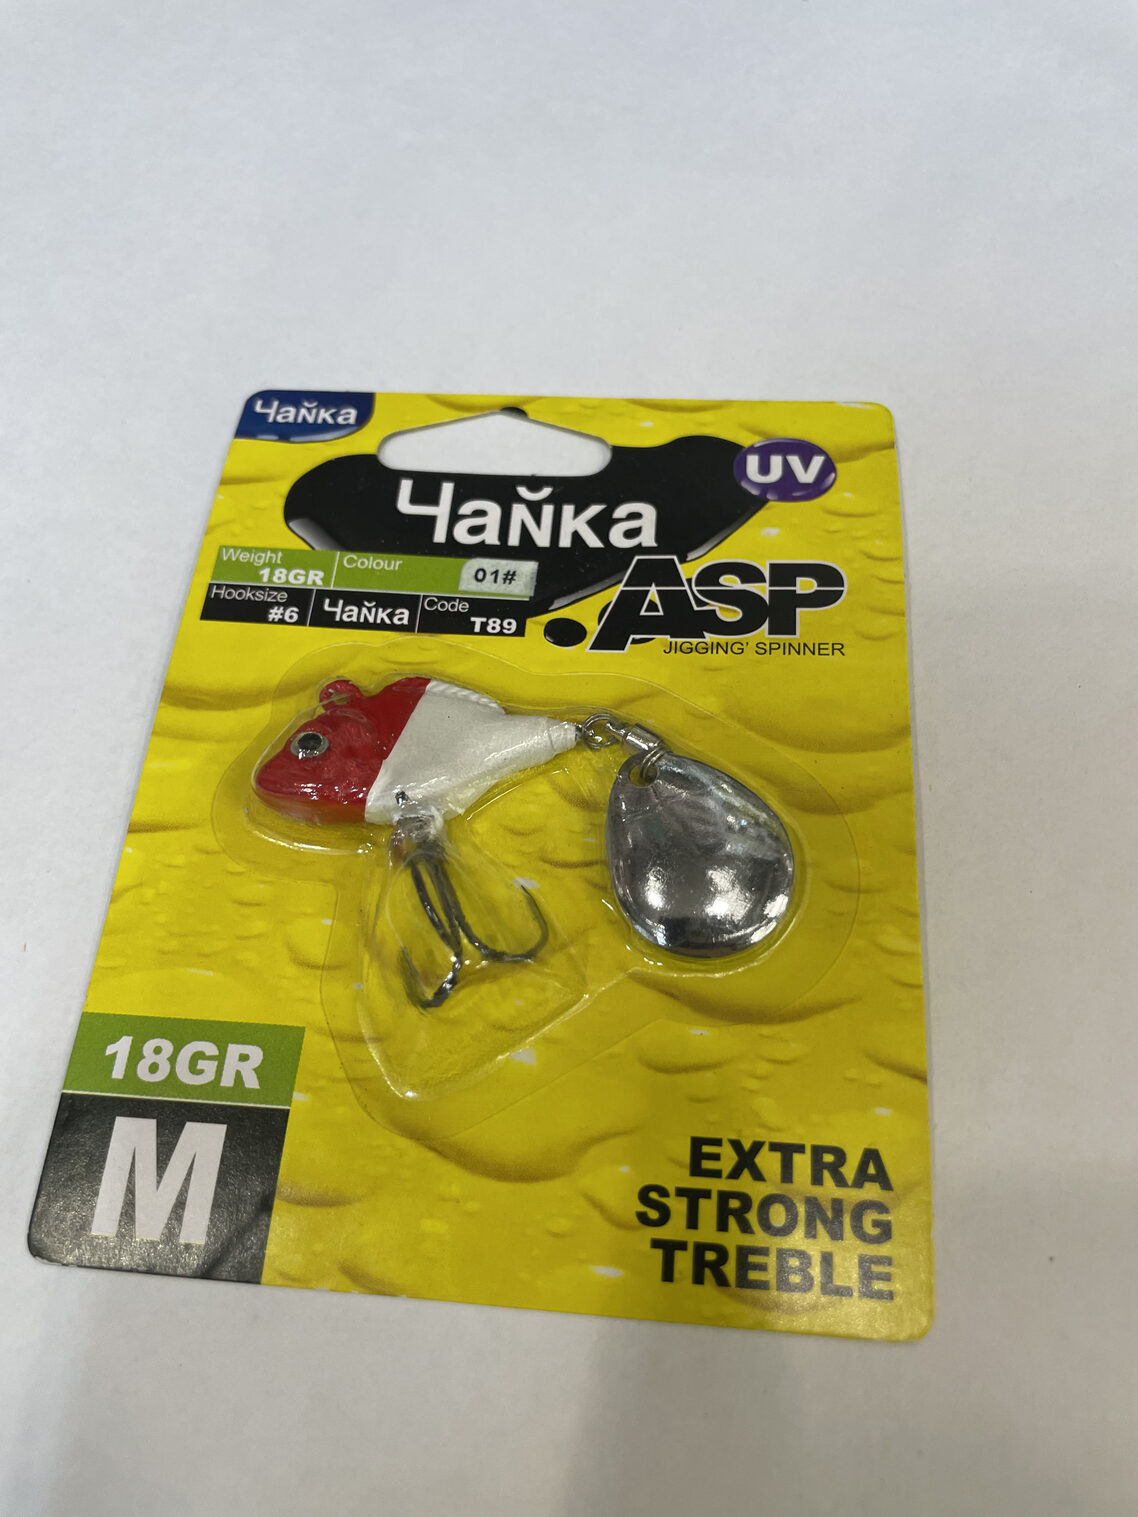 Чайка
UV
Чайка
Weight 18GR Colour 01#
Hooksize #6 Чайка Code T89
.ASP
JIGGING' SPINNER
18GR
M
EXTRA
STRONG
TREBLE